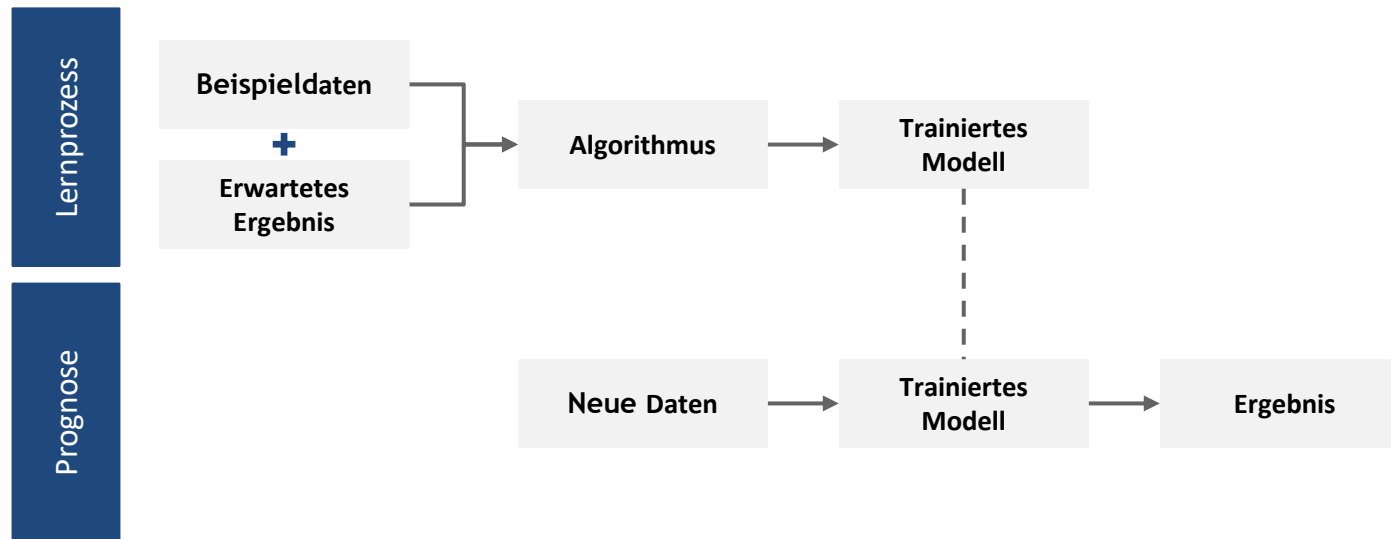 Lernprozess
Beispieldaten
+
Erwartetes
Ergebnis
Algorithmus
Trainiertes
Modell
Prognose
Neue Daten
Trainiertes
Modell
Ergebnis